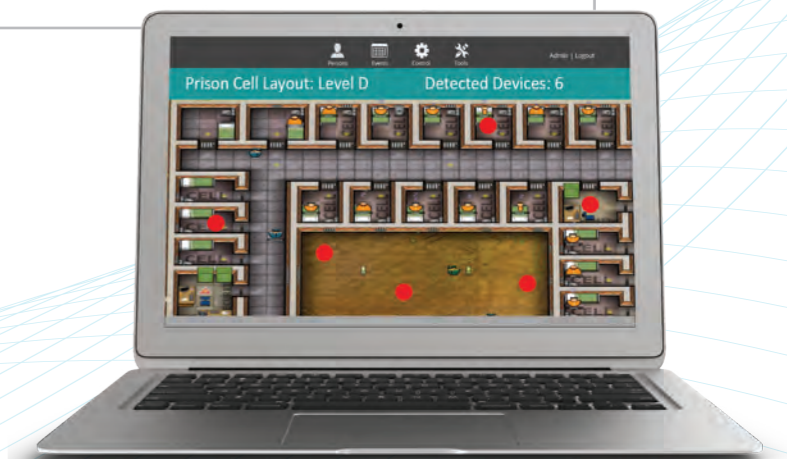 Persons Events Control Tools Admin | Logout
Prison Cell Layout: Level D Detected Devices: 6